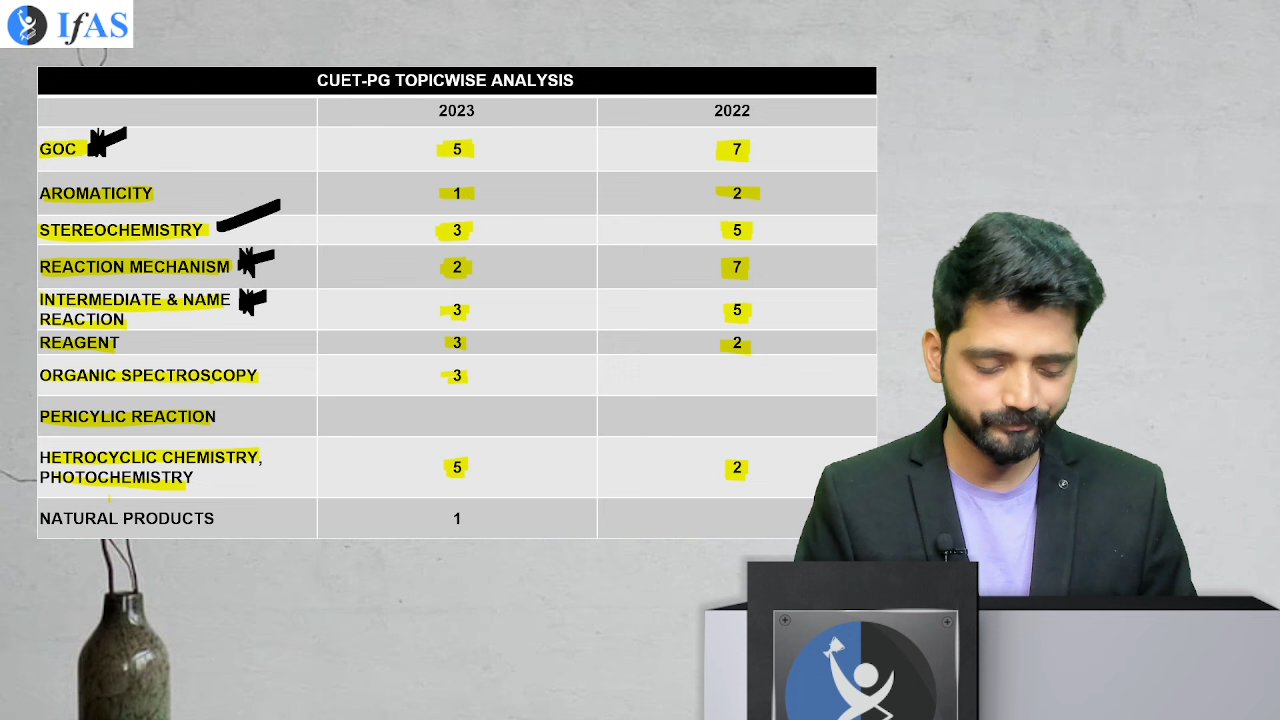 IfAS
CUET-PG TOPICWISE ANALYSIS
2023 2022
GOC 5 7
AROMATICITY 1 2
STEREOCHEMISTRY 3 5
REACTION MECHANISM 2 7
INTERMEDIATE & NAME
REACTION 3 5
REAGENT 3 2
ORGANIC SPECTROSCOPY 3
PERICYLIC REACTION
HETROCYCLIC CHEMISTRY,
PHOTOCHEMISTRY 5 2
NATURAL PRODUCTS 1